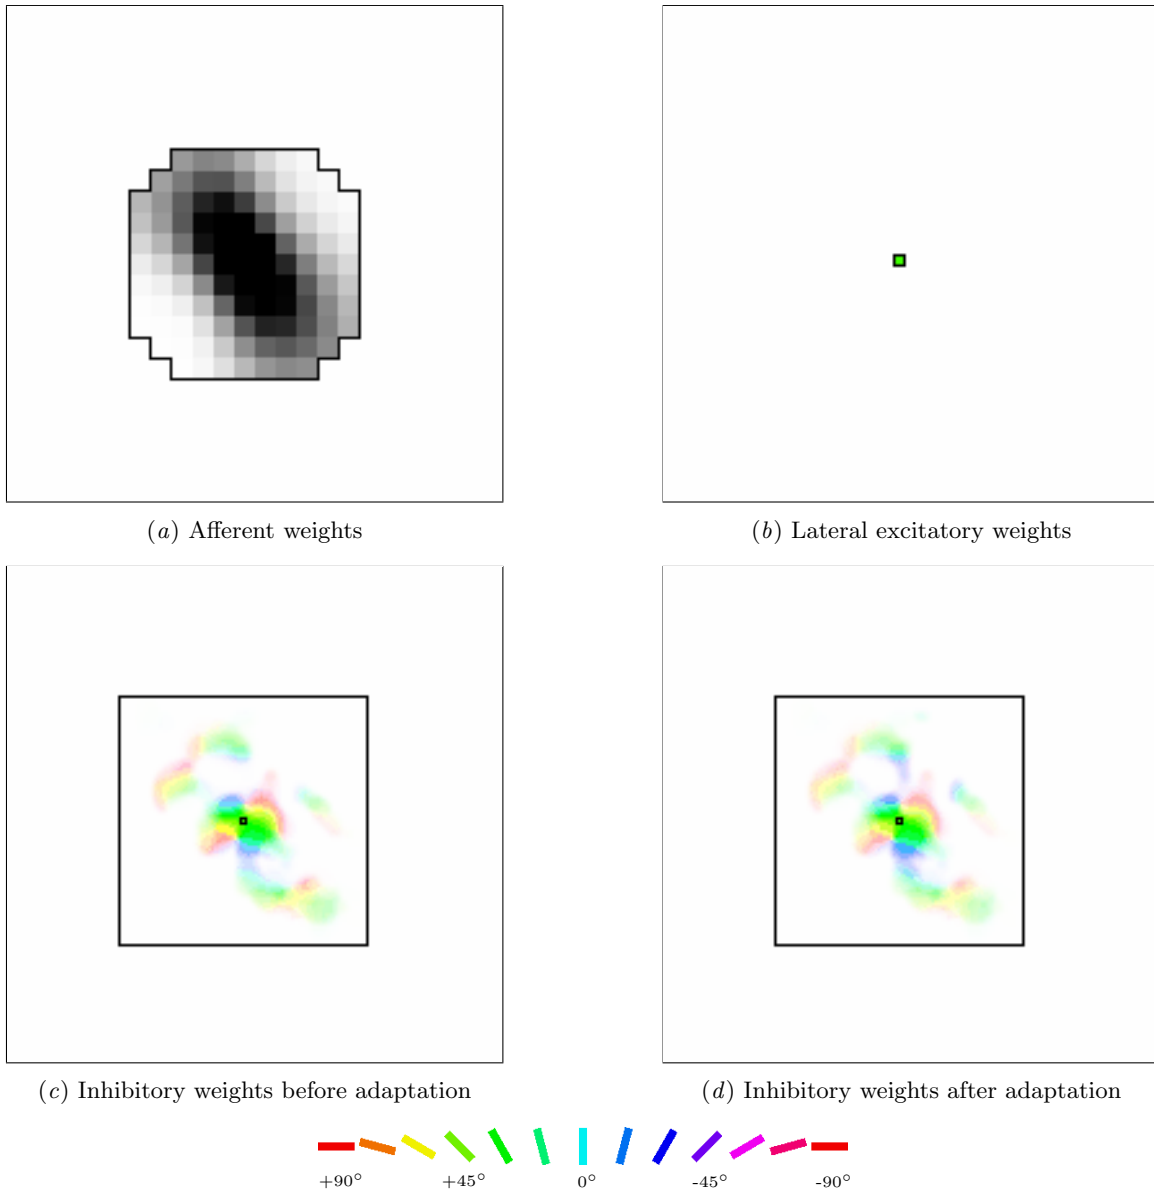 (a) Afferent weights
(b) Lateral excitatory weights
(c) Inhibitory weights before adaptation
(d) Inhibitory weights after adaptation
+90° +45° 0° -45° -90°